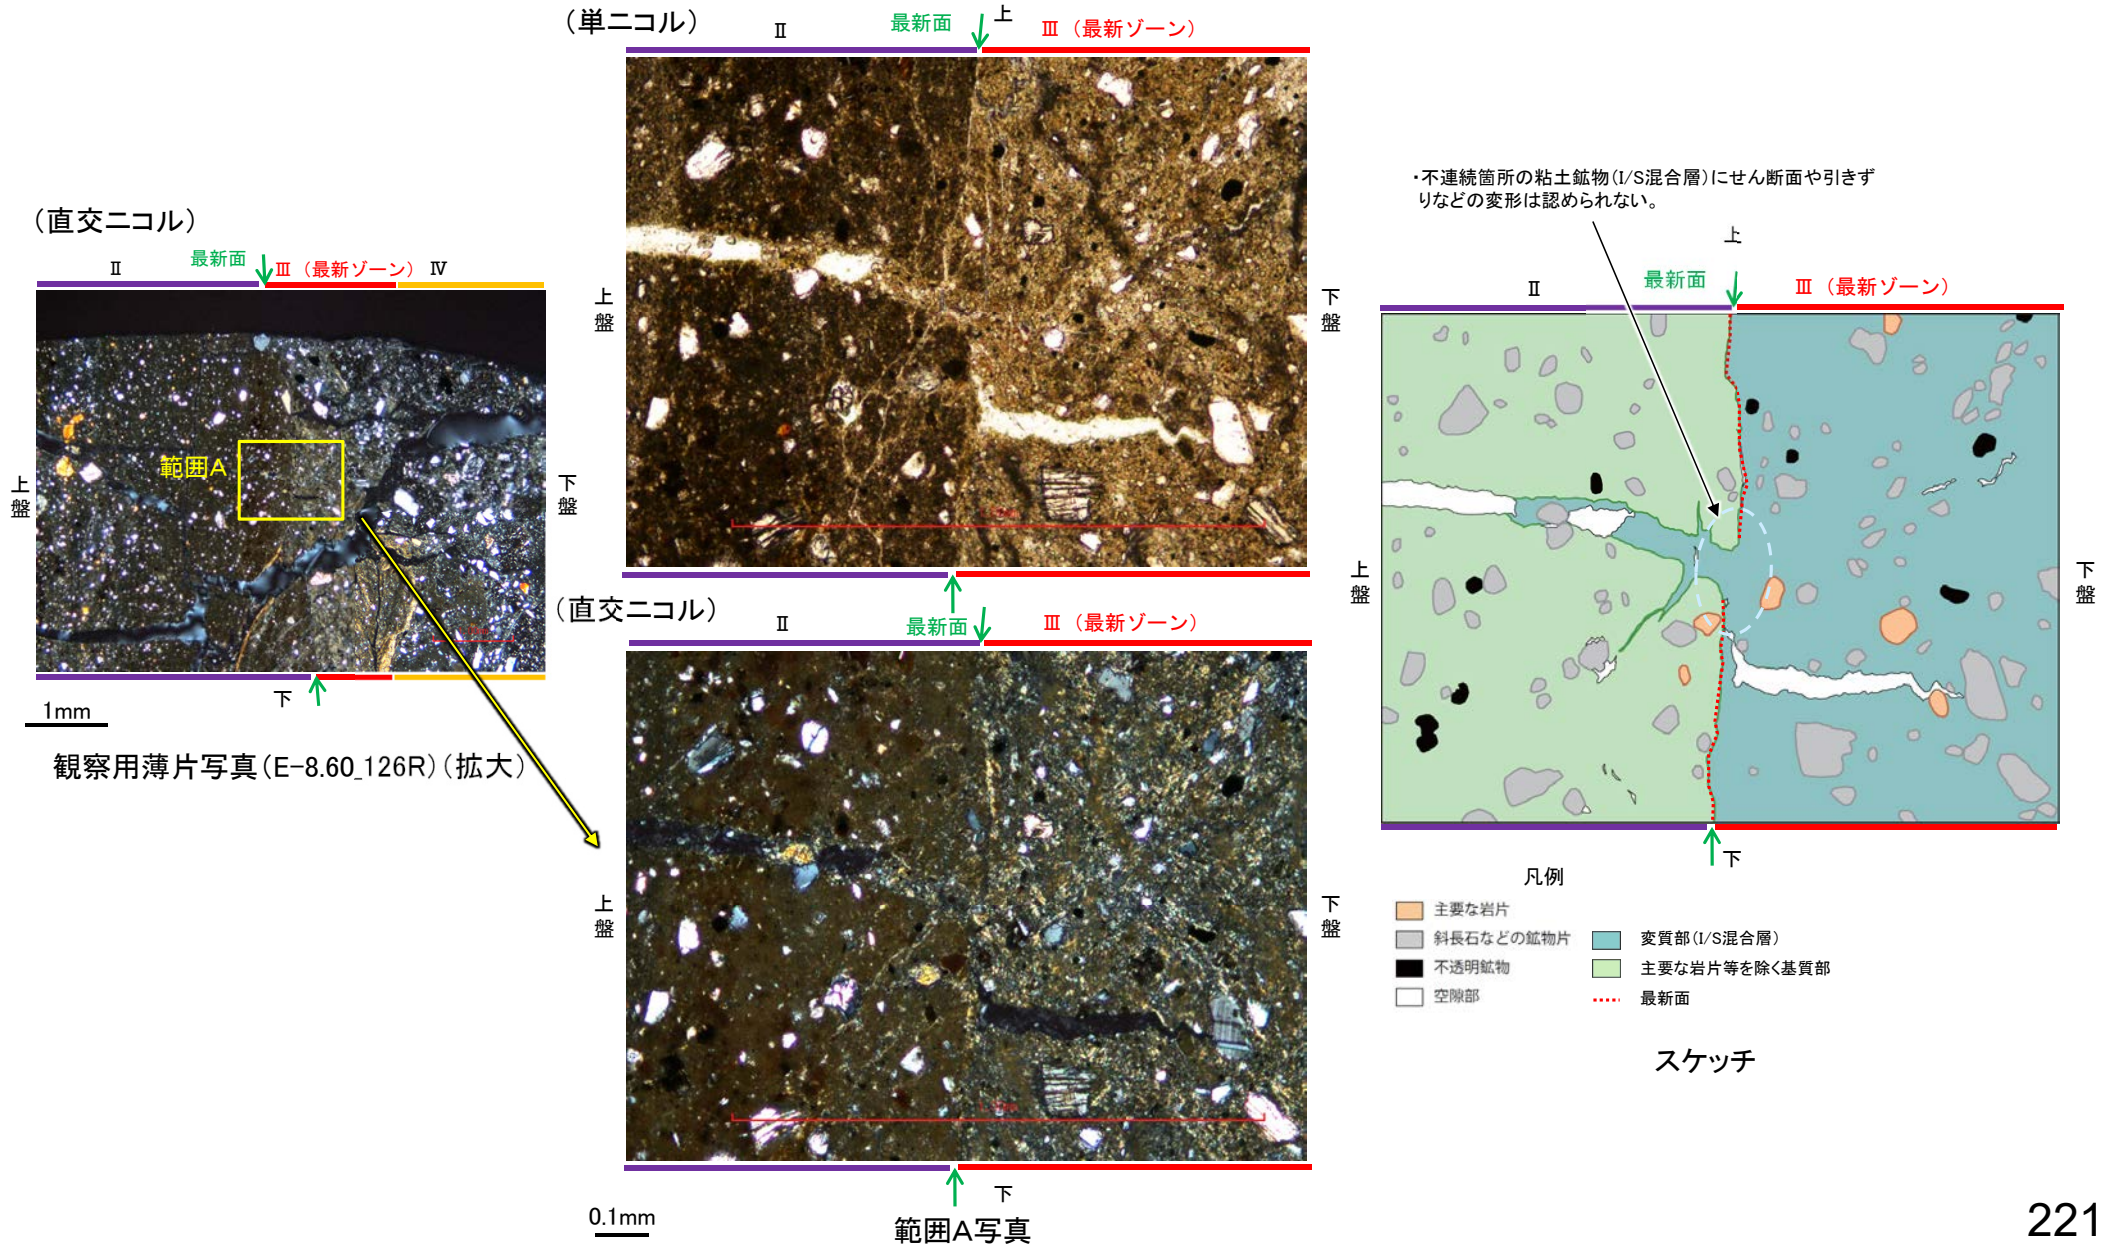 (直交ニコル)
Ⅱ
最新面
Ⅲ (最新ゾーン)
Ⅳ
範囲A
上盤
下盤
下
1mm
観察用薄片写真(E-8.60_126R)(拡大)
(単ニコル)
Ⅱ
最新面
上
Ⅲ (最新ゾーン)
上盤
下盤
(直交ニコル)
Ⅱ
最新面
Ⅲ (最新ゾーン)
上盤
下盤
下
0.1mm
範囲A写真
・不連続箇所の粘土鉱物(I/S混合層)にせん断面や引きず
りなどの変形は認められない。
上
Ⅱ
最新面
Ⅲ (最新ゾーン)
上盤
下盤
下
凡例
主要な岩片
斜長石などの鉱物片
不透明鉱物
空隙部
変質部(I/S混合層)
主要な岩片等を除く基質部
最新面
スケッチ
221